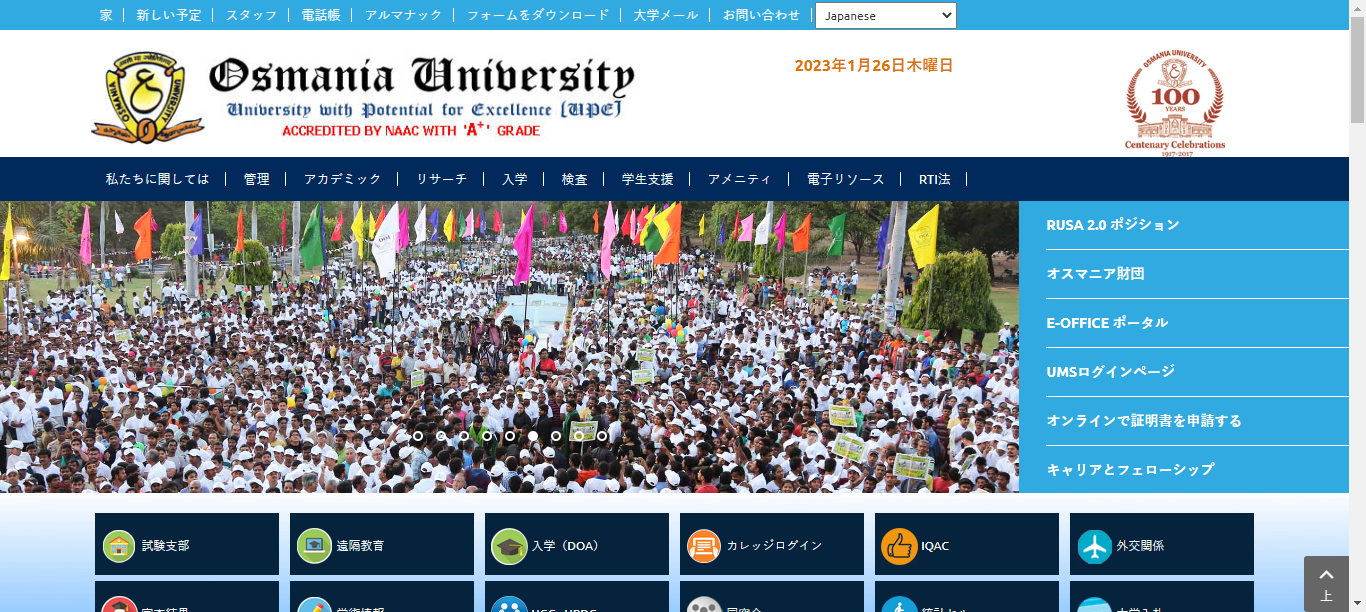 家 新しい予定 スタッフ 電話帳 アルマナック フォームをダウンロード 大学メール お問い合わせ Japanese
Osmania University
University with Potential for Excellence (UPE)
ACCREDITED BY NAAC WITH 'A+' GRADE
2023年1月26日木曜日
OSMANIA UNIVERSITY
100
YEARS
Centenary Celebrations
1917-2017
私たちに関しては 管理 アカデミック リサーチ 入学 検査 学生支援 アメニティ 電子リソース RTI法
RUSA 2.0 ポジション
オスマニア財団
E-OFFICE ポータル
UMSログインページ
オンラインで証明書を申請する
キャリアとフェローシップ
試験支部 遠隔教育 入学（DOA） カレッジログイン IQAC 外交関係
上